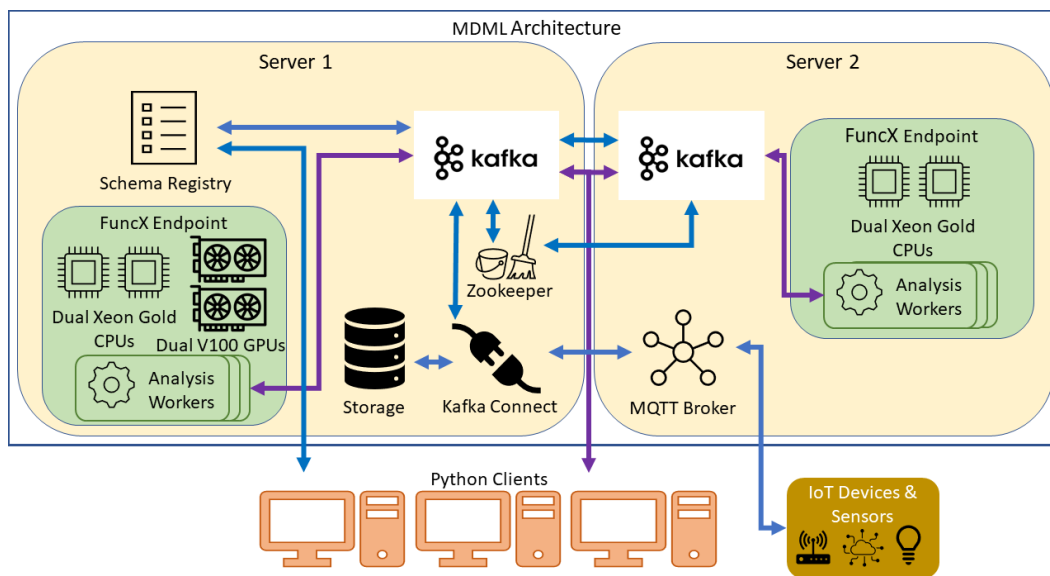 MDML Architecture
Server 1
Server 2
kafka
kafka
Schema Registry
FuncX Endpoint
Dual Xeon Gold
CPUs
Dual V100 GPUs
Analysis
Workers
Zookeeper
Storage
Kafka Connect
MQTT Broker
FuncX Endpoint
Dual Xeon Gold
CPUs
Analysis
Workers
Python Clients
IoT Devices &
Sensors